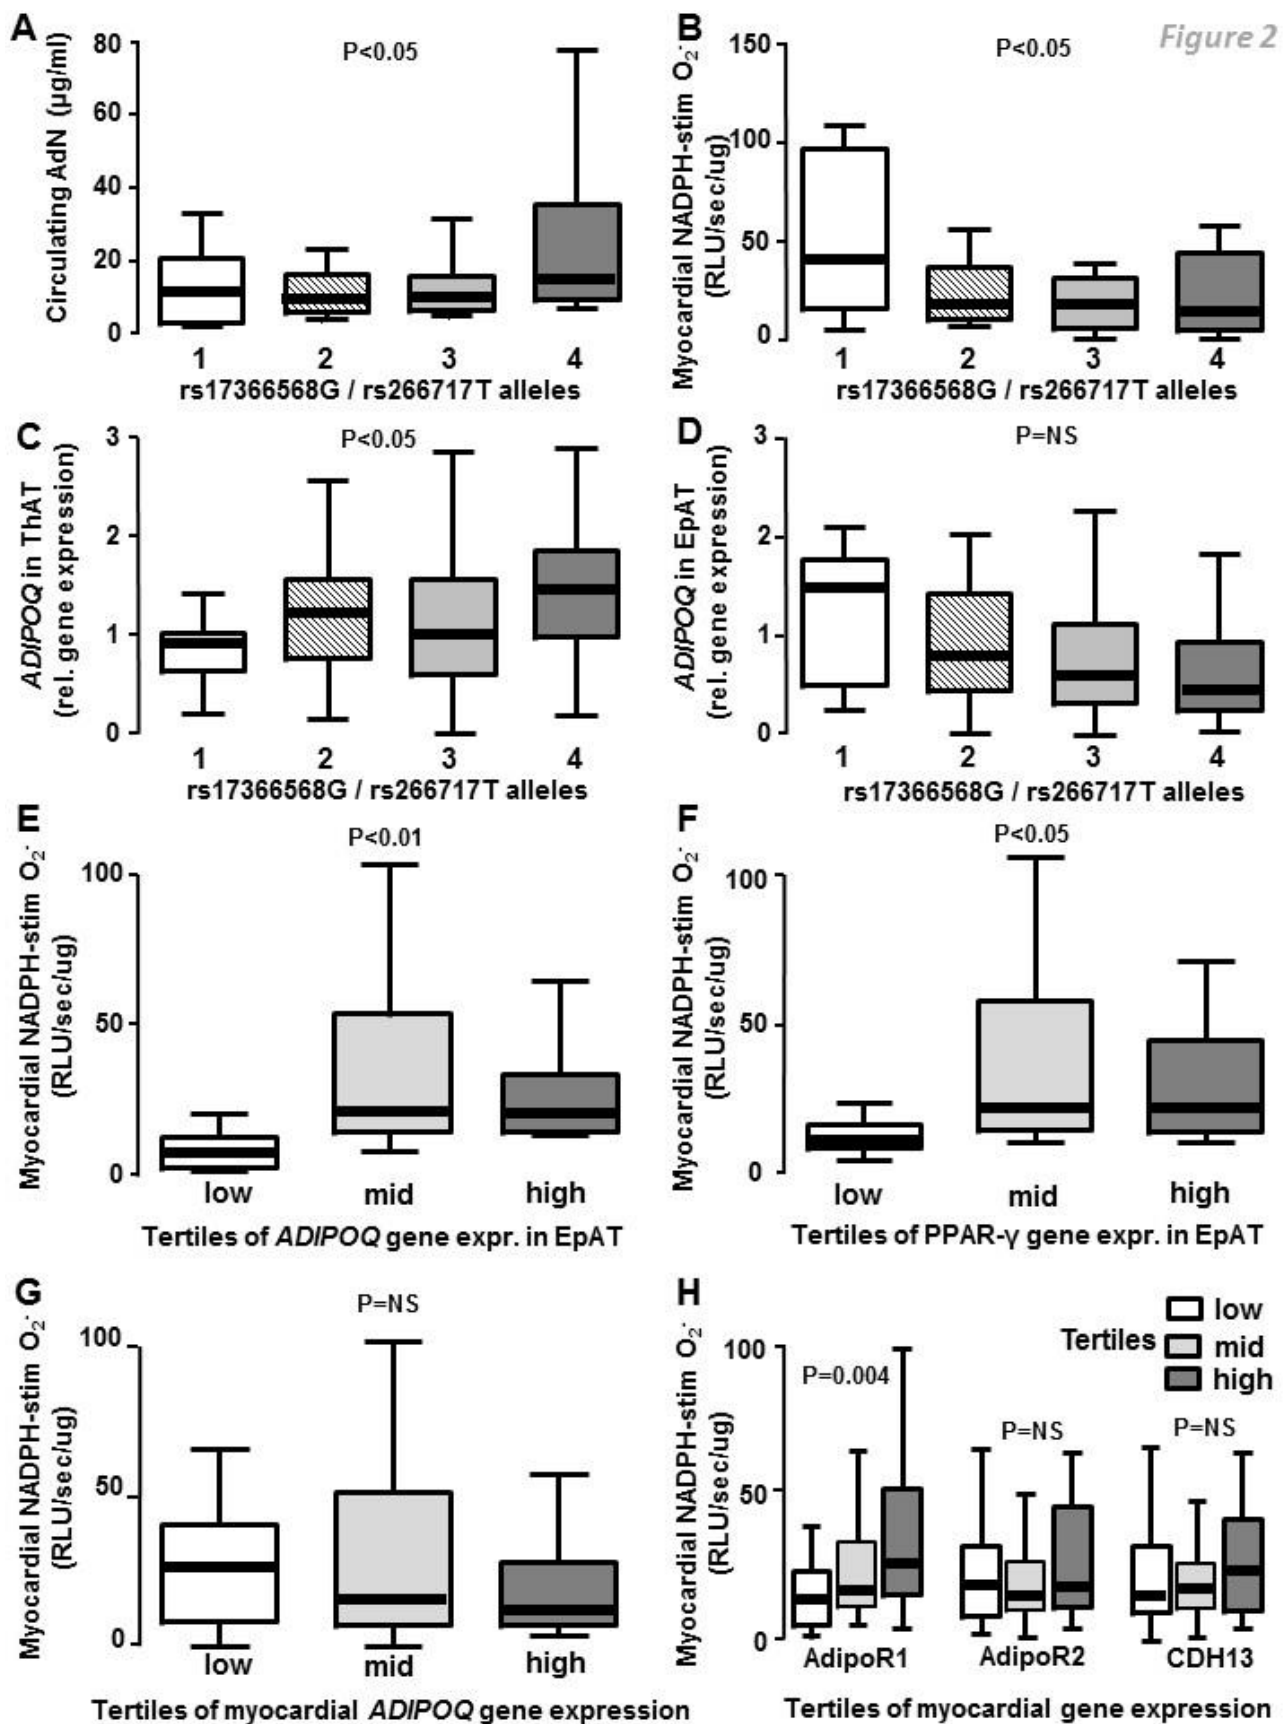 Figure 2
A
Circulating AdN (µg/ml)
P<0.05
80
60
40
20
0
1 2 3 4
rs17366568G / rs266717T alleles
B
Myocardial NADPH-stim O2-
(RLU/sec/ug)
P<0.05
150
100
50
0
1 2 3 4
rs17366568G / rs266717T alleles
C
ADIPOQ in ThAT
(rel. gene expression)
P<0.05
3
2
1
0
1 2 3 4
rs17366568G / rs266717T alleles
D
ADIPOQ in EpAT
(rel. gene expression)
P=NS
3
2
1
0
1 2 3 4
rs17366568G / rs266717T alleles
E
Myocardial NADPH-stim O2-
(RLU/sec/ug)
P<0.01
100
50
0
low mid high
Tertiles of ADIPOQ gene expr. in EpAT
F
Myocardial NADPH-stim O2-
(RLU/sec/ug)
P<0.05
100
50
0
low mid high
Tertiles of PPAR-γ gene expr. in EpAT
G
Myocardial NADPH-stim O2-
(RLU/sec/ug)
P=NS
100
50
0
low mid high
Tertiles of myocardial ADIPOQ gene expression
H
Myocardial NADPH-stim O2-
(RLU/sec/ug)
Tertiles
low
mid
high
P=0.004
P=NS
P=NS
100
50
0
AdipoR1 AdipoR2 CDH13
Tertiles of myocardial gene expression